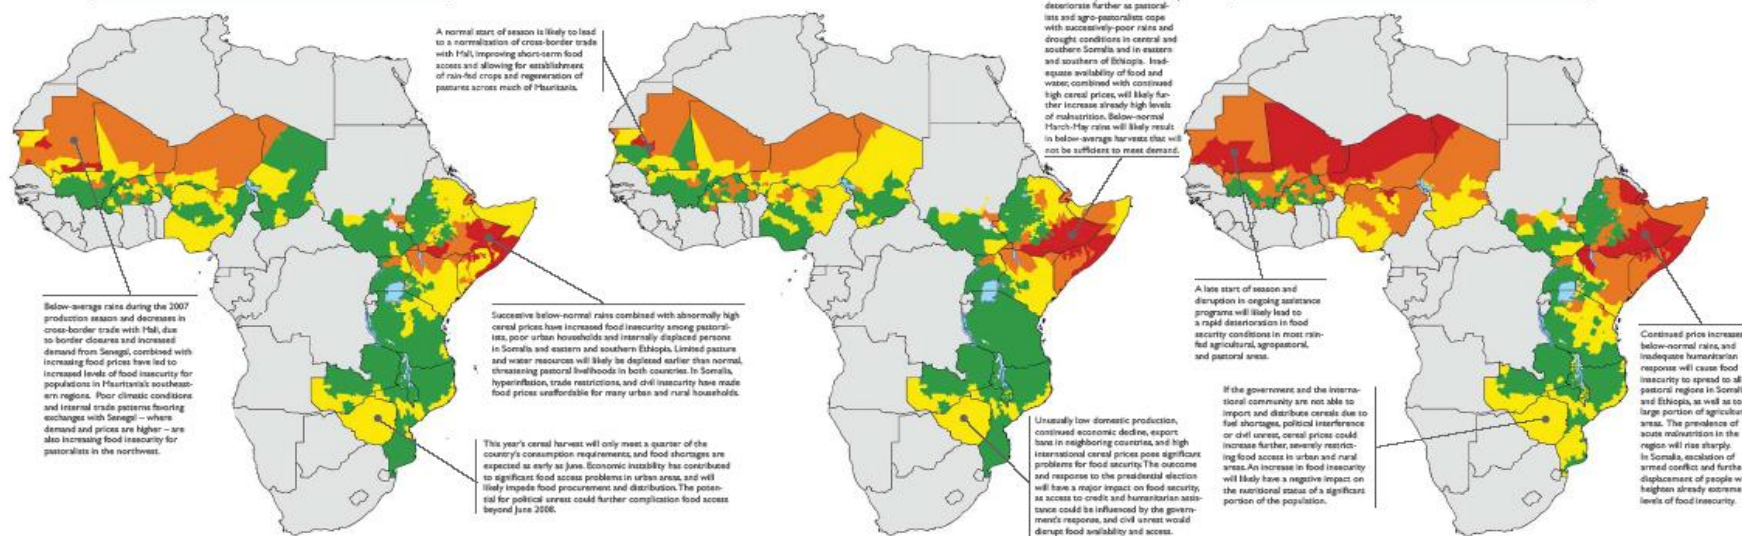 A normal start of season is likely to lead
to a normalization of cross-border trade
with Mali, improving short-term food
access and allowing for establishment
of rain-fed crops and regeneration of
pastures across much of Mauritania.
Below-average rains during the 2007
production season and decreases in
cross-border trade with Mali, due
to border closures and increased
demand from Senegal, combined with
increasing food prices have led to
increased levels of food insecurity for
populations in Mauritania's southeast-
ern regions. Poor climatic conditions
and internal trade patterns favoring
exchanges with Senegal – where
demand and prices are higher – are
also increasing food insecurity for
pastoralists in the northwest.
Successive below-normal rains combined with abnormally high
cereal prices have increased food insecurity among pastoral-
ists, poor urban households and internally displaced persons
in Somalia and eastern and southern Ethiopia. Limited pasture
and water resources will likely be depleted earlier than normal,
threatening pastoral livelihoods in both countries. In Somalia,
hyperinflation, trade restrictions, and civil insecurity have made
food prices unaffordable for many urban and rural households.
This year's cereal harvest will only meet a quarter of the
country's consumption requirements, and food shortages are
expected as early as June. Economic instability has contributed
to significant food access problems in urban areas, and will
likely impede food procurement and distribution. The poten-
tial for political unrest could further complication food access
beyond June 2008.
deteriorate further as pastoral-
ists and agro-pastoralists cope
with successively-poor rains and
drought conditions in central and
southern Somalia and in eastern
and southern of Ethiopia. Inad-
equate availability of food and
water, combined with continued
high cereal prices, will likely fur-
ther increase already high levels
of malnutrition. Below-normal
March-May rains will likely result
in below-average harvests that will
not be sufficient to meet demand.
Unusually low domestic production,
continued economic decline, export
bans in neighboring countries, and high
international cereal prices pose significant
problems for food security. The outcome
and response to the presidential election
will have a major impact on food security,
as access to credit and humanitarian assis-
tance could be influenced by the govern-
ment's response, and civil unrest would
disrupt food availability and access.
A late start of season and
disruption in ongoing assistance
programs will likely lead to
a rapid deterioration in food
security conditions in most rain-
fed agricultural, agropastoral,
and pastoral areas.
If the government and the interna-
tional community are not able to
import and distribute cereals due to
fuel shortages, political interference
or civil unrest, cereal prices could
increase further, severely restrict-
ing food access in urban and rural
areas. An increase in food insecurity
will likely have a negative impact on
the nutritional status of a significant
portion of the population.
Continued price increases
below-normal rains, and
inadequate humanitarian
response will cause food
insecurity to spread to all
pastoral regions in Somali
and Ethiopia, as well as to
large portion of agricultur
areas. The prevalence of
acute malnutrition in the
region will rise sharply.
In Somalia, escalation of
armed conflict and furthe
displacement of people w
heighten already extreme
levels of food insecurity.